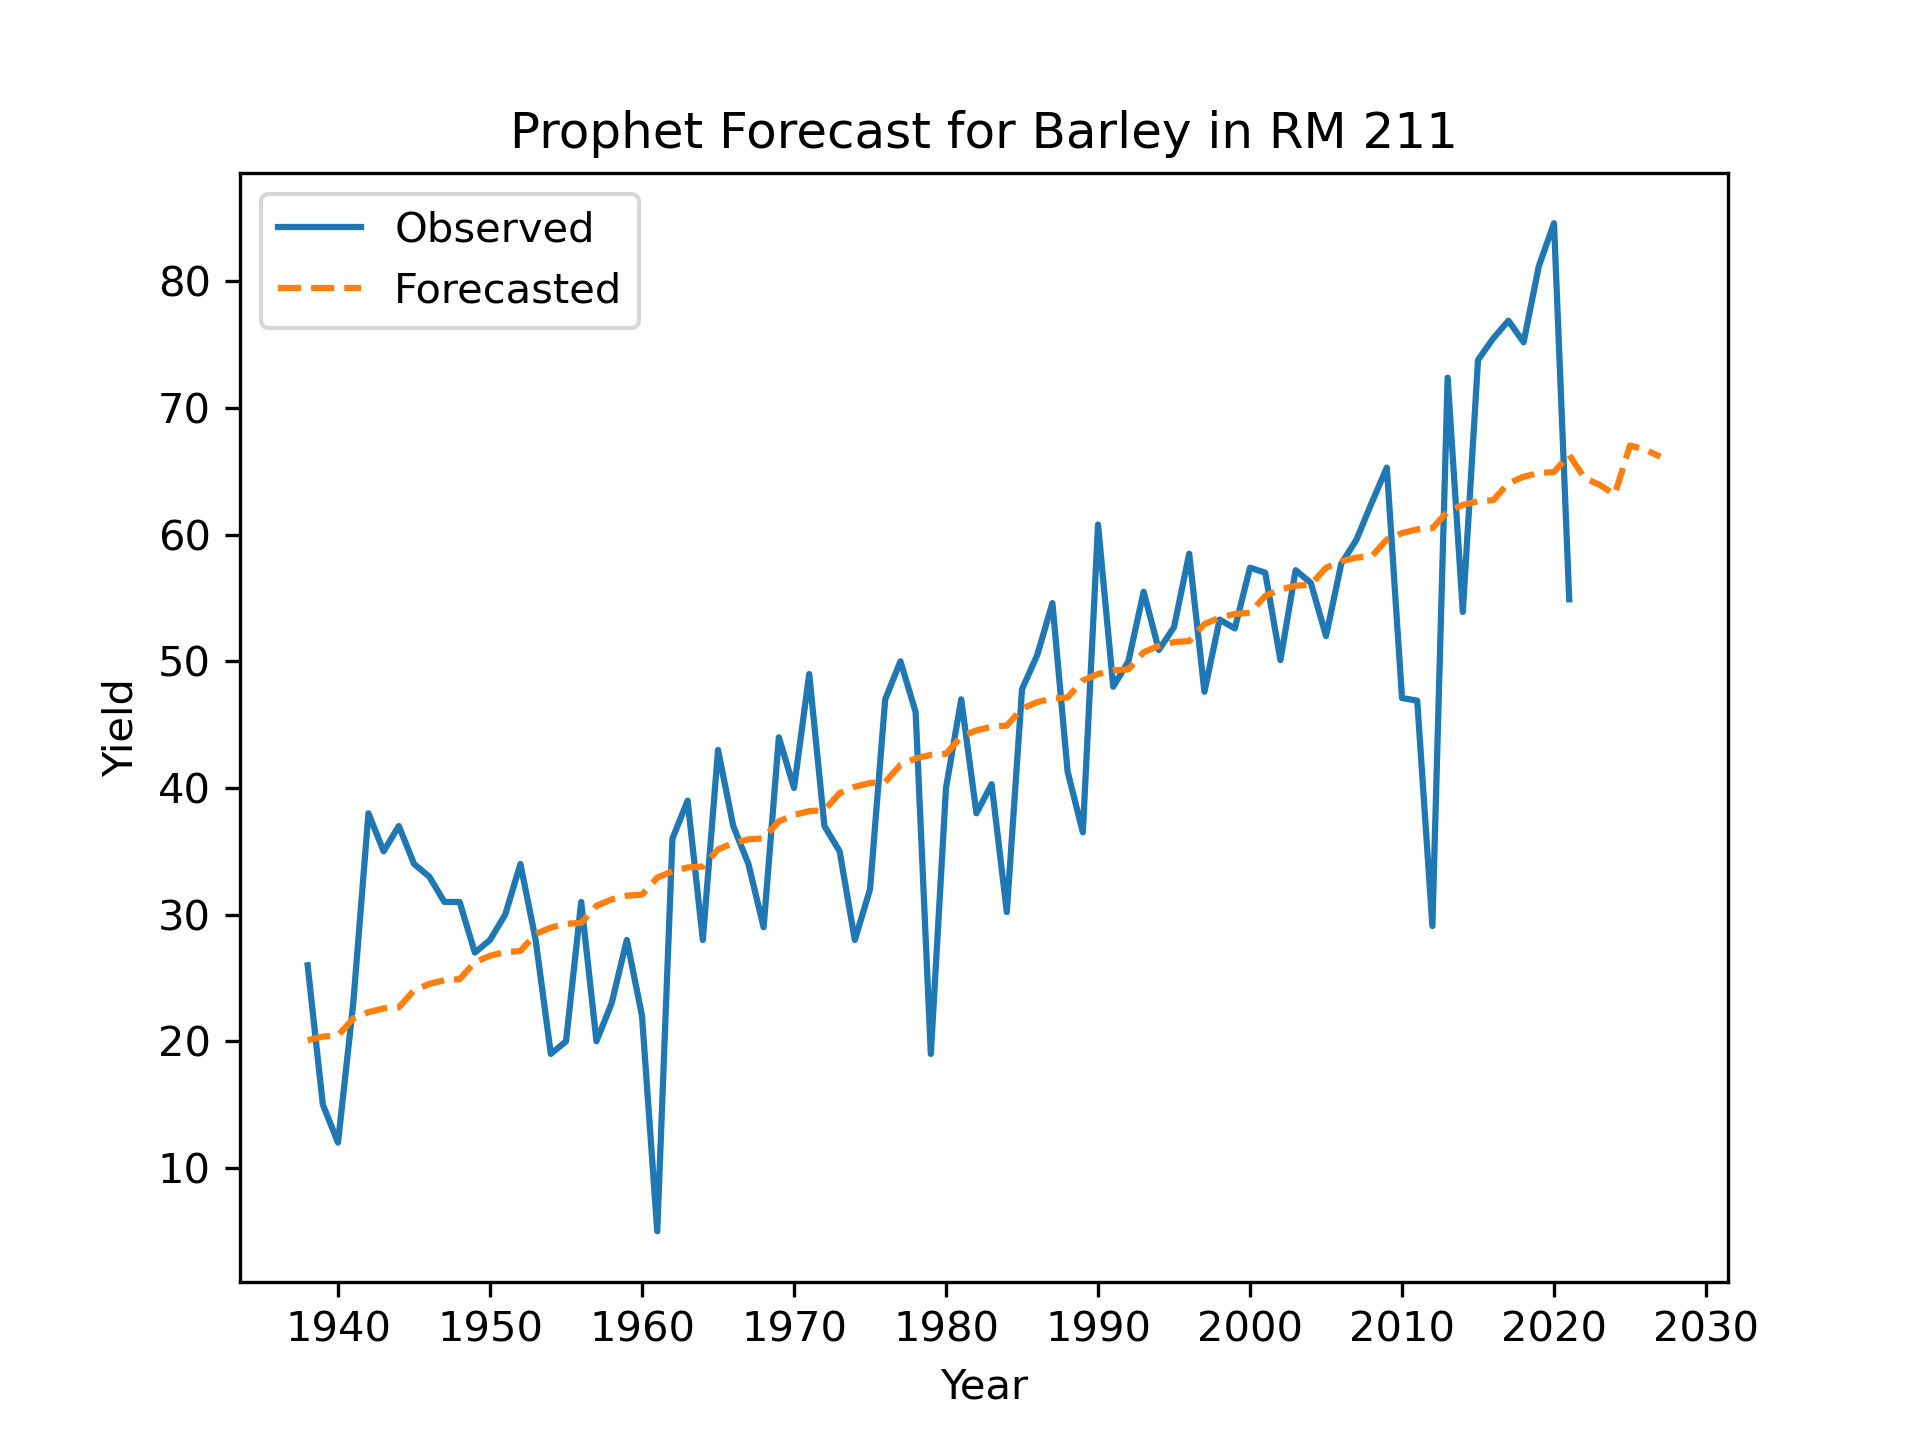 Prophet Forecast for Barley in RM 211
Observed
Forecasted
80
70
60
50
40
30
20
10
Yield
1940 1950 1960 1970 1980 1990 2000 2010 2020 2030
Year